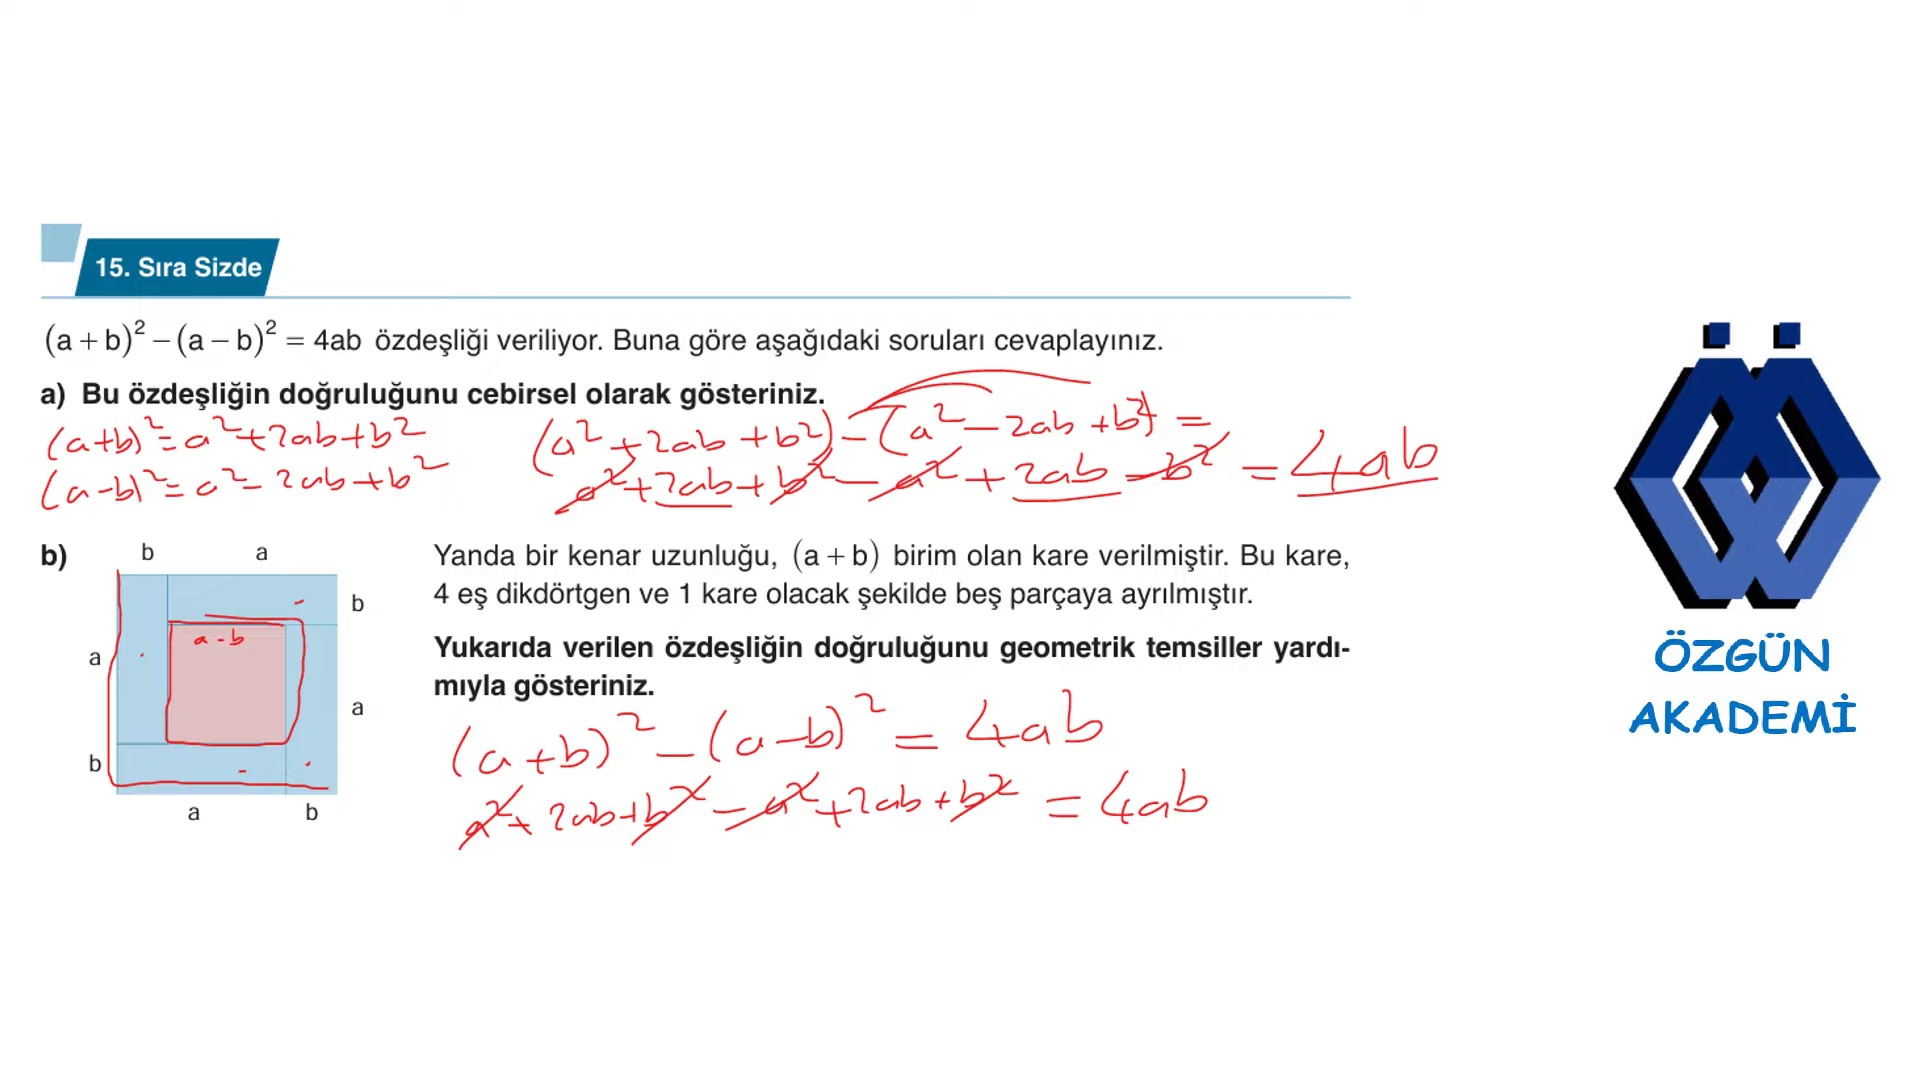 15. Sıra Sizde
(a + b)² − (a − b)² = 4ab özdeşliği veriliyor. Buna göre aşağıdaki soruları cevaplayınız.
a) Bu özdeşliğin doğruluğunu cebirsel olarak gösteriniz.
(a+b)²=a²+2ab+b²
(a-b)²=a²-2ab+b²
(a²+2ab+b²)-(a²-2ab+b²)=
a²+2ab+b²-a²+2ab-b²=4ab
b)
b a
b
a-b
a
a
b
a b
Yanda bir kenar uzunluğu, (a + b) birim olan kare verilmiştir. Bu kare,
4 eş dikdörtgen ve 1 kare olacak şekilde beş parçaya ayrılmıştır.
Yukarıda verilen özdeşliğin doğruluğunu geometrik temsiller yardı-
mıyla gösteriniz.
(a+b)²-(a-b)²=4ab
a²+2ab+b²-a²+2ab+b²=4ab
ÖZGÜN
AKADEMİ